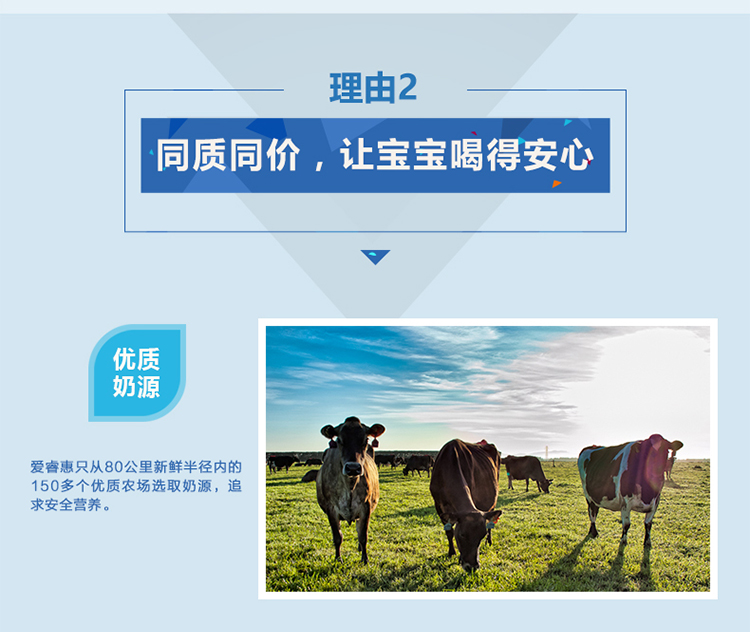 理由2
同质同价，让宝宝喝得安心
优质
奶源
爱睿惠只从80公里新鲜半径内的
150多个优质农场选取奶源，追
求安全营养。